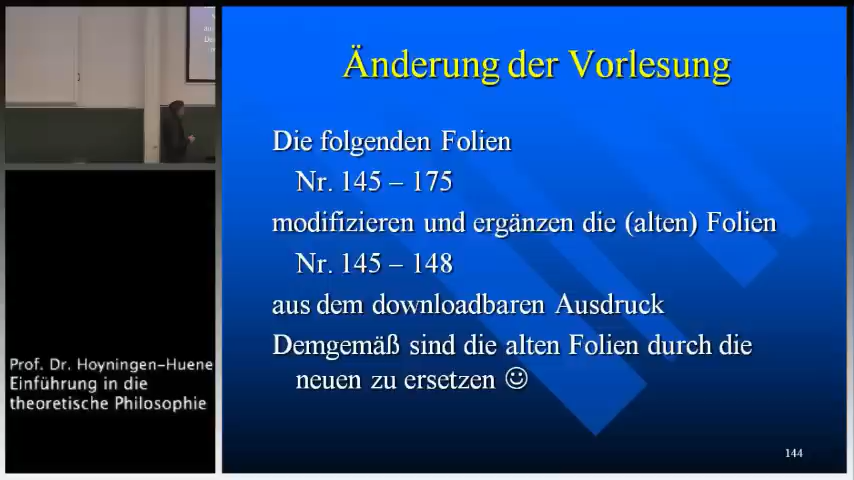 Änderung der Vorlesung
Die folgenden Folien
Nr. 145 – 175
modifizieren und ergänzen die (alten) Folien
Nr. 145 – 148
aus dem downloadbaren Ausdruck
Demgemäß sind die alten Folien durch die
neuen zu ersetzen ☺
144
Prof. Dr. Hoyningen-Huene
Einführung in die
theoretische Philosophie